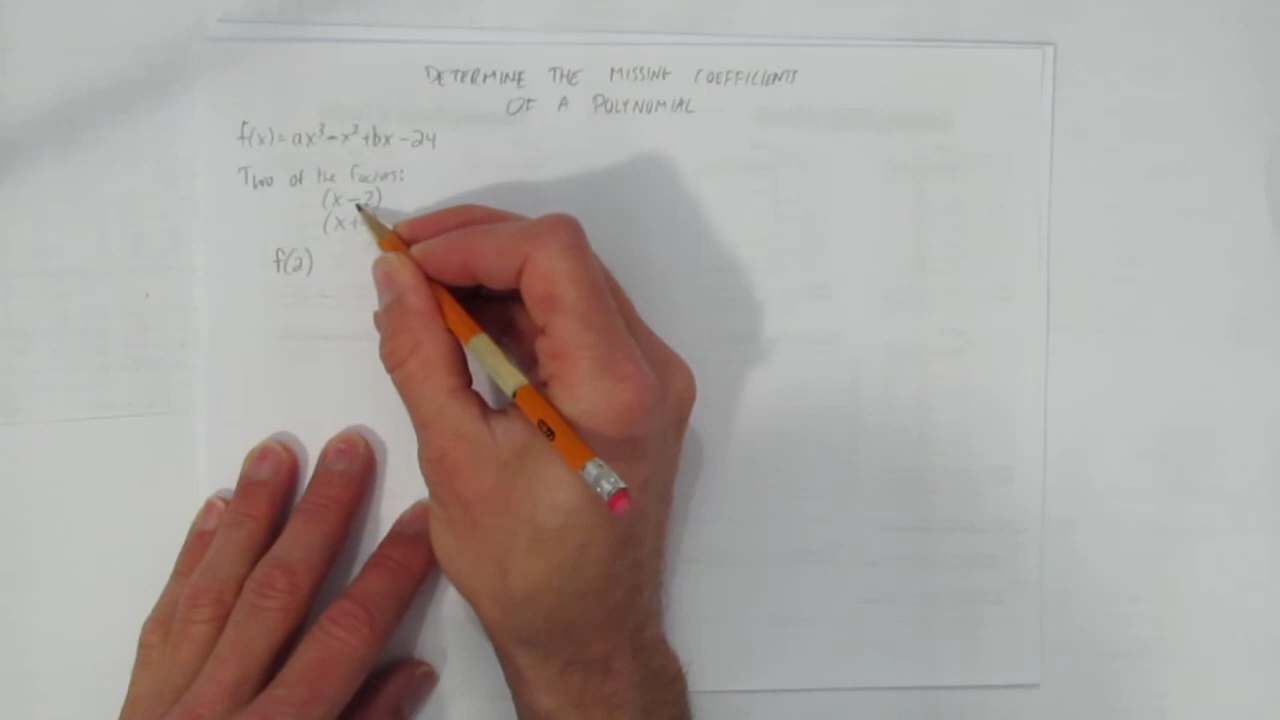 DETERMINE THE MISSING COEFFICIENTS
OF A POLYNOMIAL
f(x)=ax³-x²+bx-24
Two of the factors:
(x-2)
(x+
f(2)